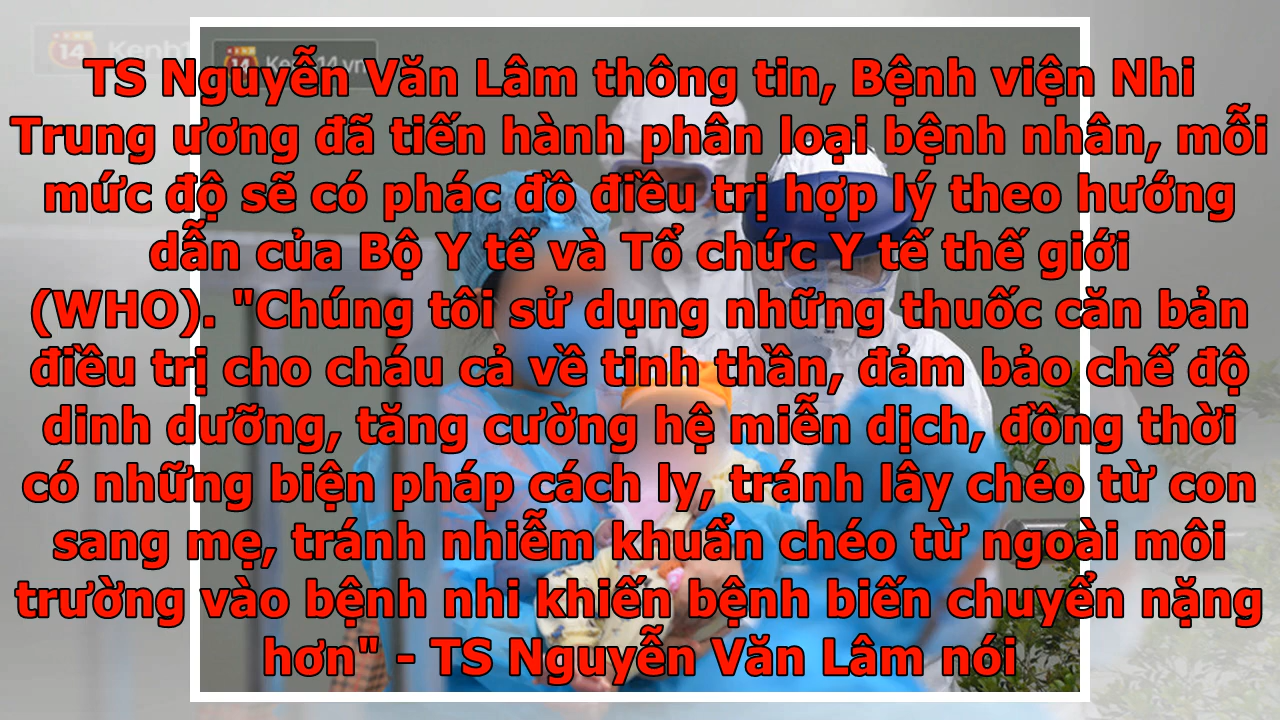 14 Kenh1
14 Kenh14.vn
TS Nguyễn Văn Lâm thông tin, Bệnh viện Nhi
Trung ương đã tiến hành phân loại bệnh nhân, mỗi
mức độ sẽ có phác đồ điều trị hợp lý theo hướng
dẫn của Bộ Y tế và Tổ chức Y tế thế giới
(WHO). "Chúng tôi sử dụng những thuốc căn bản
điều trị cho cháu cả về tinh thần, đảm bảo chế độ
dinh dưỡng, tăng cường hệ miễn dịch, đồng thời
có những biện pháp cách ly, tránh lây chéo từ con
sang mẹ, tránh nhiễm khuẩn chéo từ ngoài môi
trường vào bệnh nhi khiến bệnh biến chuyển nặng
hơn" - TS Nguyễn Văn Lâm nói